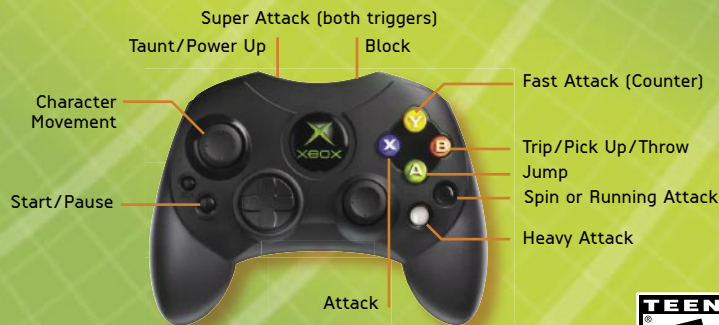 Super Attack (both triggers)
Taunt/Power Up
Block
Character
Movement
Fast Attack (Counter)
Y
X
B
A
XBOX
Trip/Pick Up/Throw
Jump
Start/Pause
Spin or Running Attack
Heavy Attack
Attack
TEEN
®